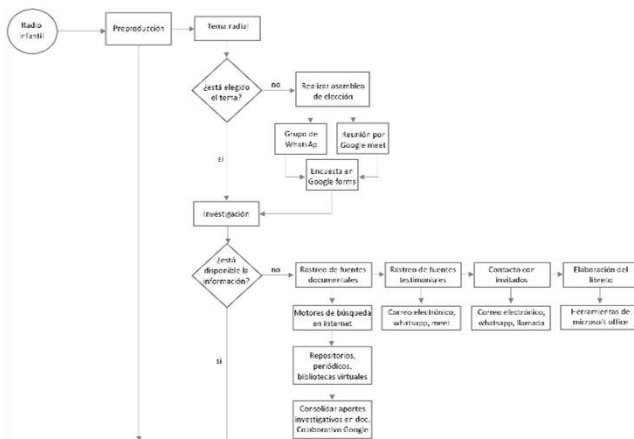 Radio
infantil
Preproducción
Tema radial
¿está elegido
el tema?
no
Realizar asamblea
de elección
Grupo de
WhatsAp
Reunión por
Google meet
si
Encuesta en
Google forms
Investigación
¿está
disponible la
información?
no
Rastreo de fuentes
documentales
Rastreo de fuentes
testimoniales
Contacto con
invitados
Elaboración del
libreto
Motores de búsqueda
en internet
Correo electrónico,
whatsapp, meet
Correo electrónico,
whatsapp, llamada
Herramientas de
microsoft office
si
Repositorios,
periódicos,
bibliotecas virtuales
Consolidar aportes
investigativos en doc.
Colaborativo Google